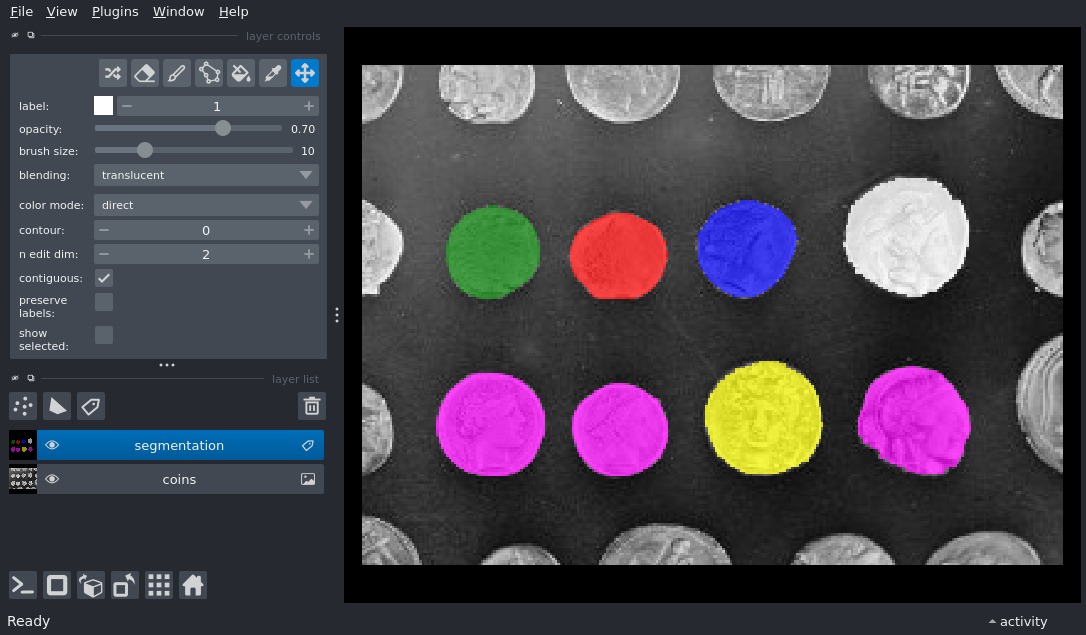 File View Plugins Window Help
layer controls
label: 1
opacity: 0.70
brush size: 10
blending: translucent
color mode: direct
contour: 0
n edit dim: 2
contiguous:
preserve
labels:
show
selected:
layer list
segmentation
coins
Ready
activity